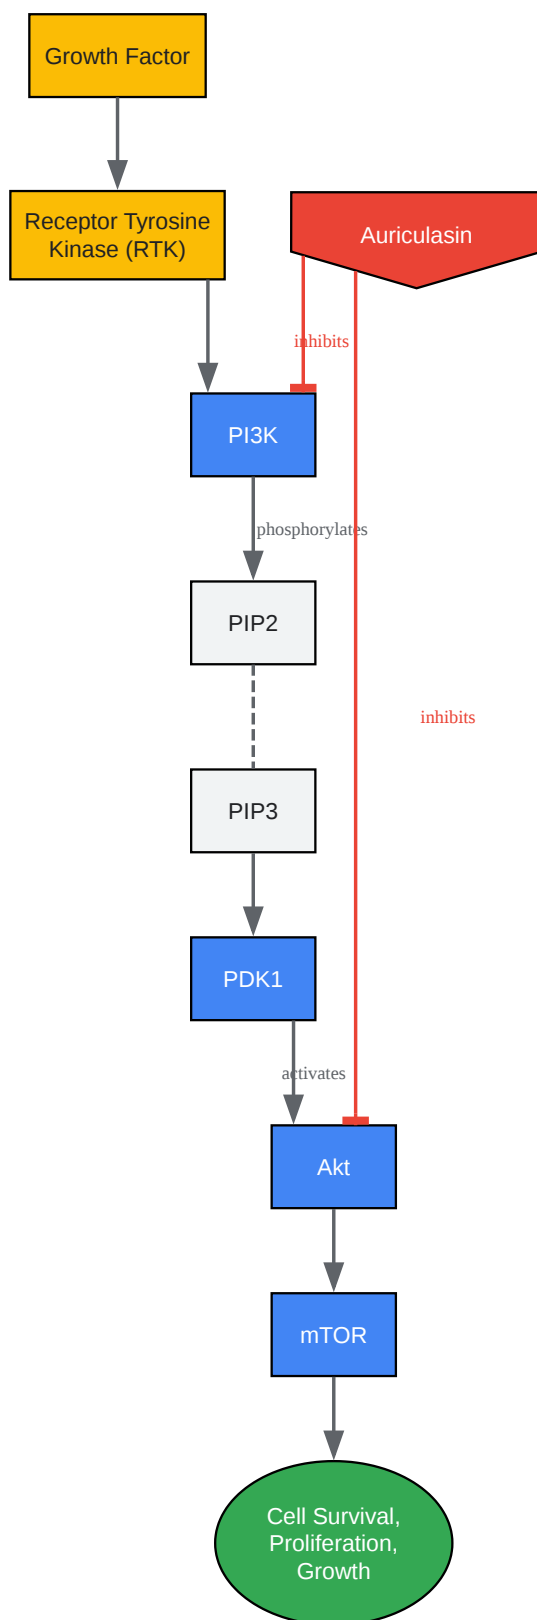 Growth Factor
Receptor Tyrosine
Kinase (RTK)
Auriculasin
inhibits
PI3K
phosphorylates
PIP2
inhibits
PIP3
PDK1
activates
Akt
mTOR
Cell Survival,
Proliferation,
Growth